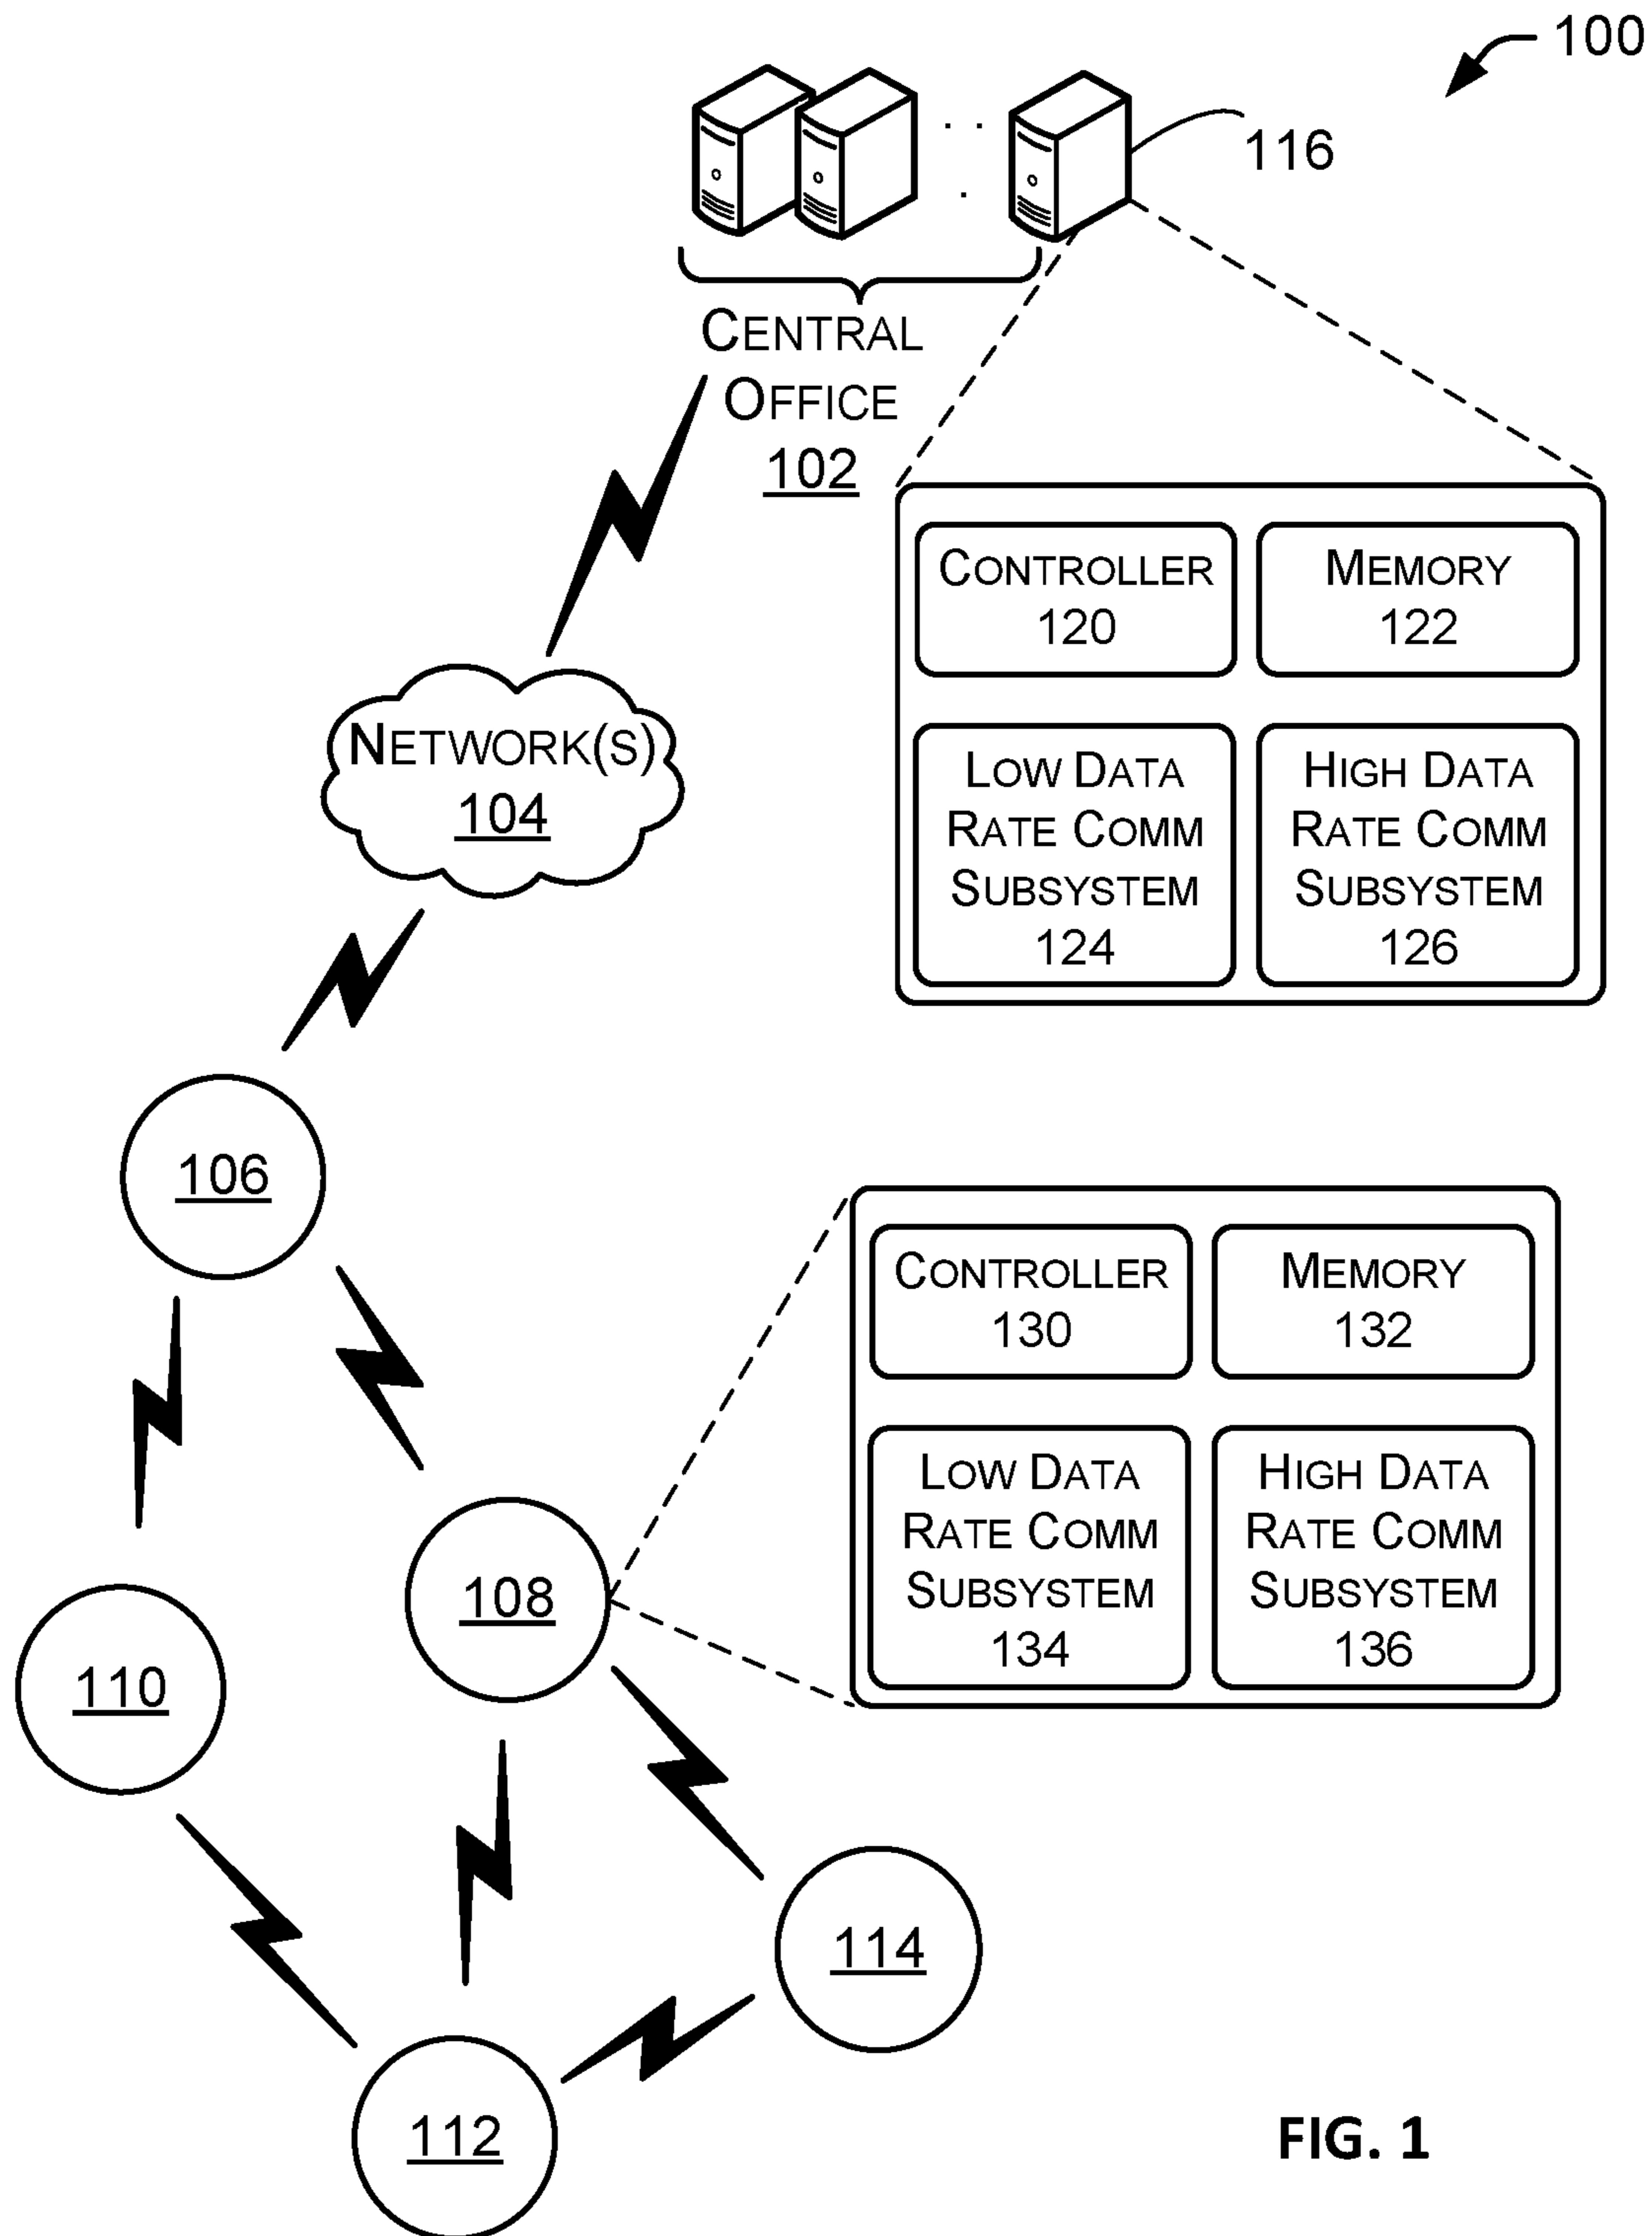 100
116
CENTRAL
OFFICE
102
CONTROLLER
120
MEMORY
122
LOW DATA
RATE COMM
SUBSYSTEM
124
HIGH DATA
RATE COMM
SUBSYSTEM
126
NETWORK(S)
104
106
CONTROLLER
130
MEMORY
132
LOW DATA
RATE COMM
SUBSYSTEM
134
HIGH DATA
RATE COMM
SUBSYSTEM
136
108
110
114
112
FIG. 1